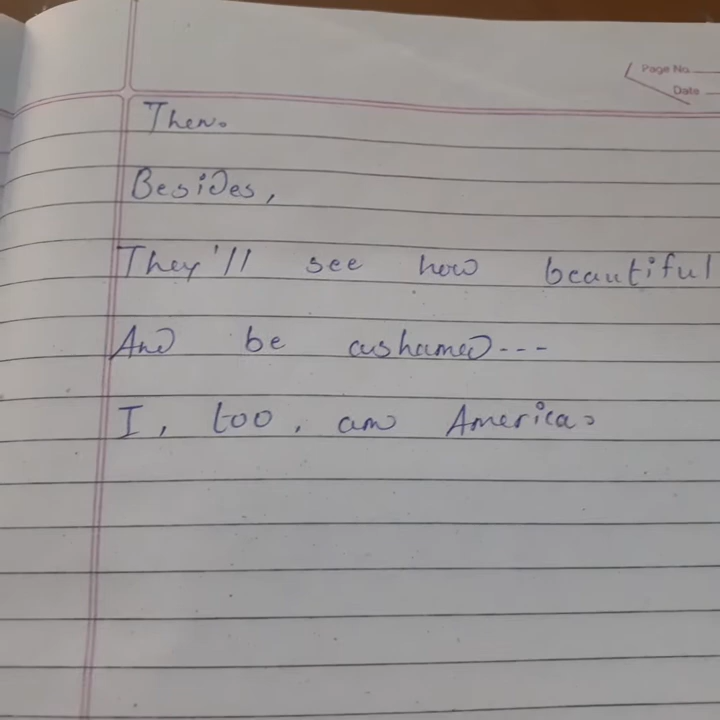 Page No.
Date
Then.
Besides,
They'll see how beautiful
And be ashamed---
I, too, am America.